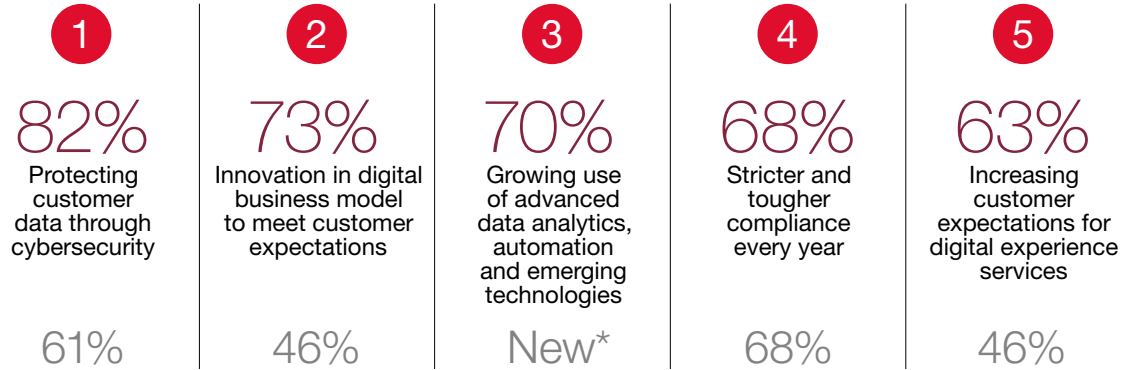 1
82%
Protecting
customer
data through
cybersecurity
61%
2
73%
Innovation in digital
business model
to meet customer
expectations
46%
3
70%
Growing use
of advanced
data analytics,
automation
and emerging
technologies
New*
4
68%
Stricter and
tougher
compliance
every year
68%
5
63%
Increasing
customer
expectations for
digital experience
services
46%